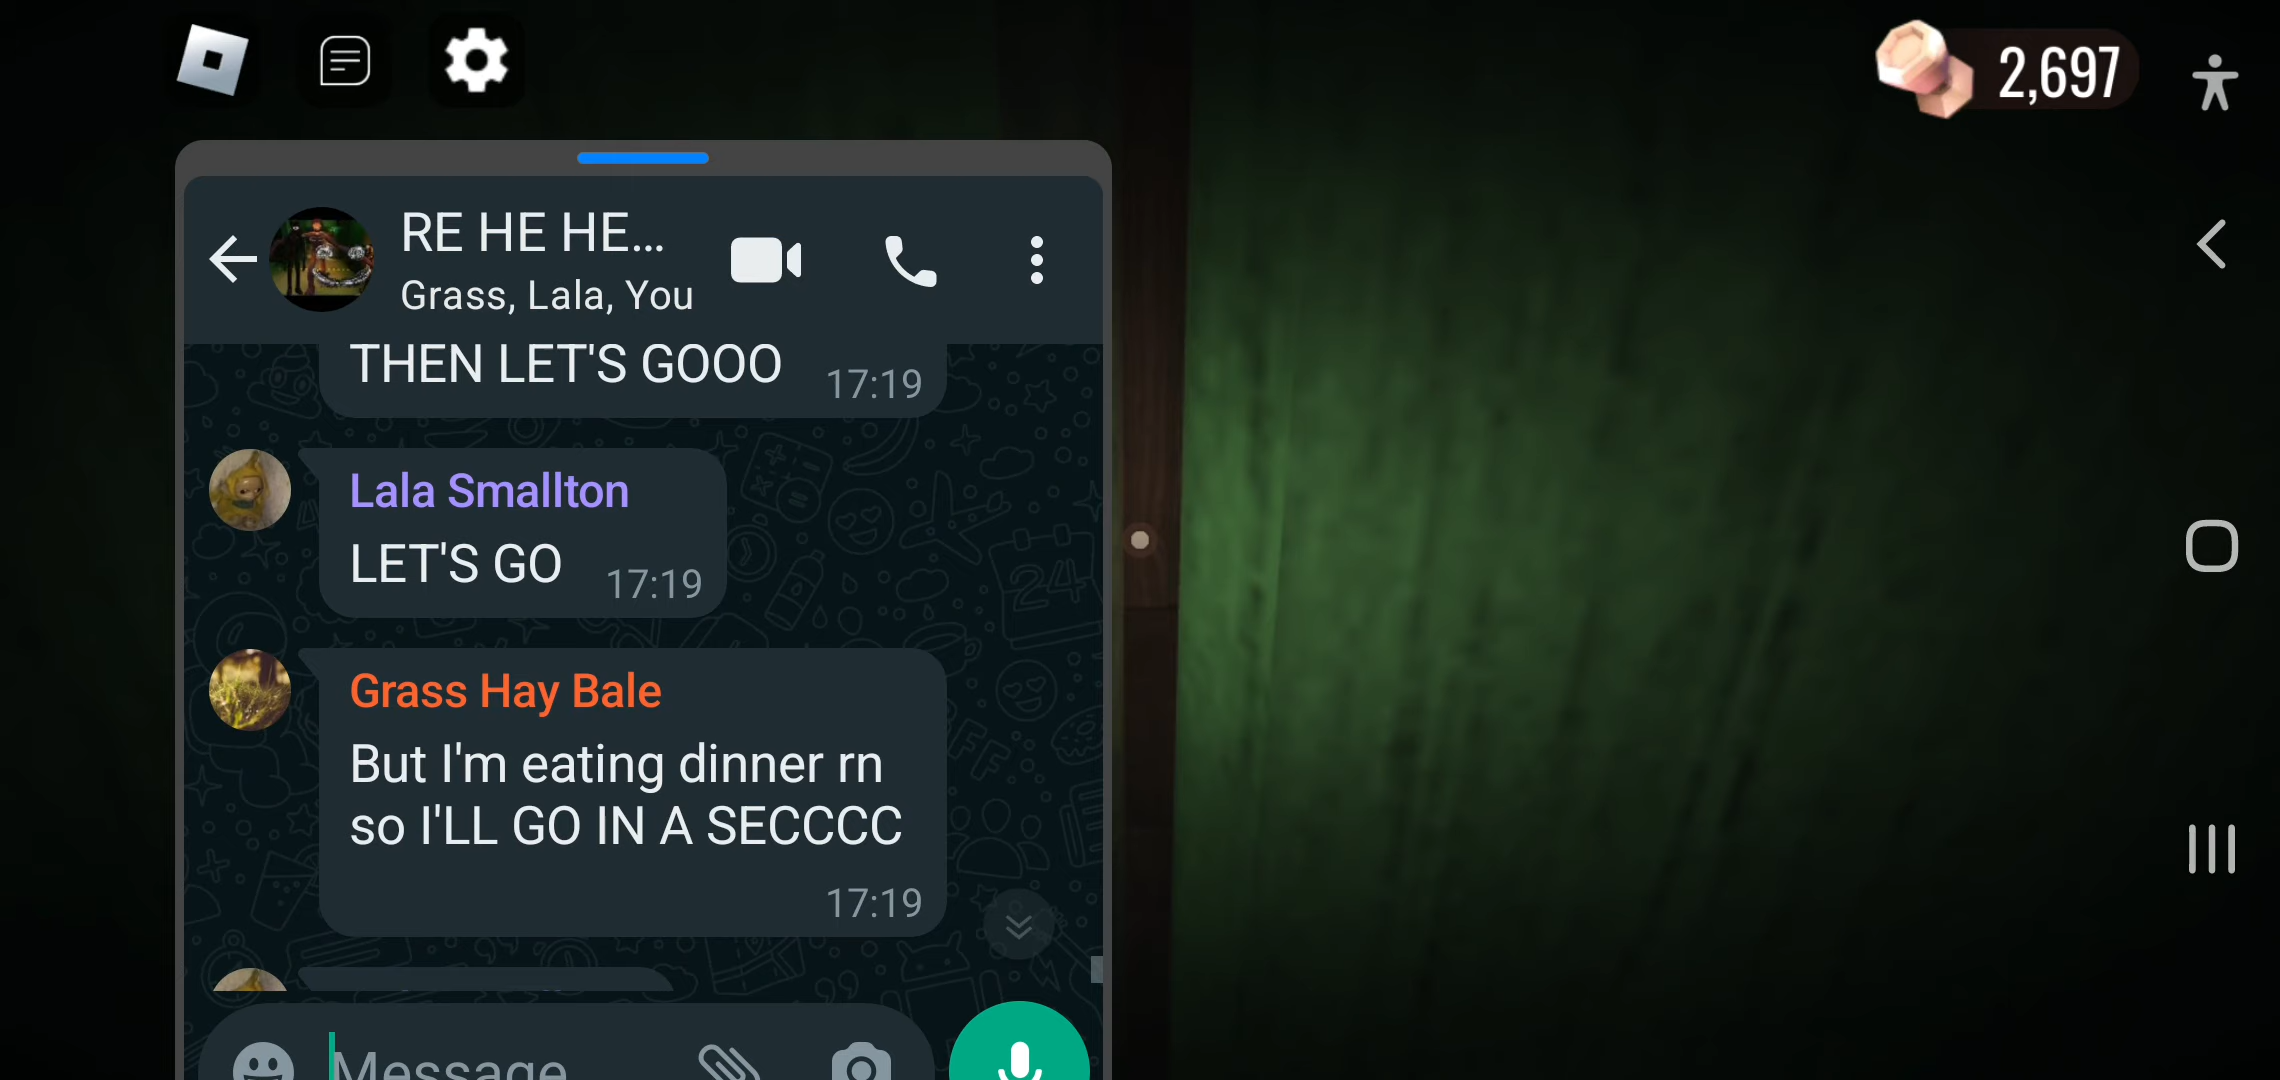 2,697
RE HE HE...
Grass, Lala, You
THEN LET'S GOOO
17:19
Lala Smallton
LET'S GO
17:19
Grass Hay Bale
But I'm eating dinner rn
so I'LL GO IN A SECCCC
17:19
Message